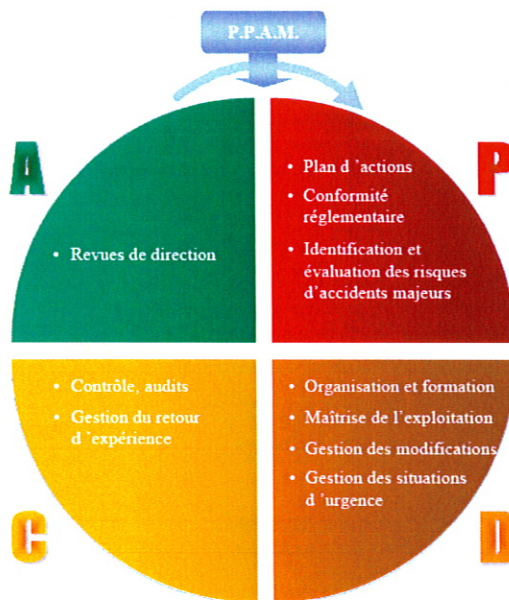 P.P.A.M.
A
P
• Revues de direction
• Plan d ’actions
• Conformité
réglementaire
• Identification et
évaluation des risques
d’accidents majeurs
• Contrôle, audits
• Gestion du retour
d ’expérience
• Organisation et formation
• Maîtrise de l’exploitation
• Gestion des modifications
• Gestion des situations
d ’urgence
C
D